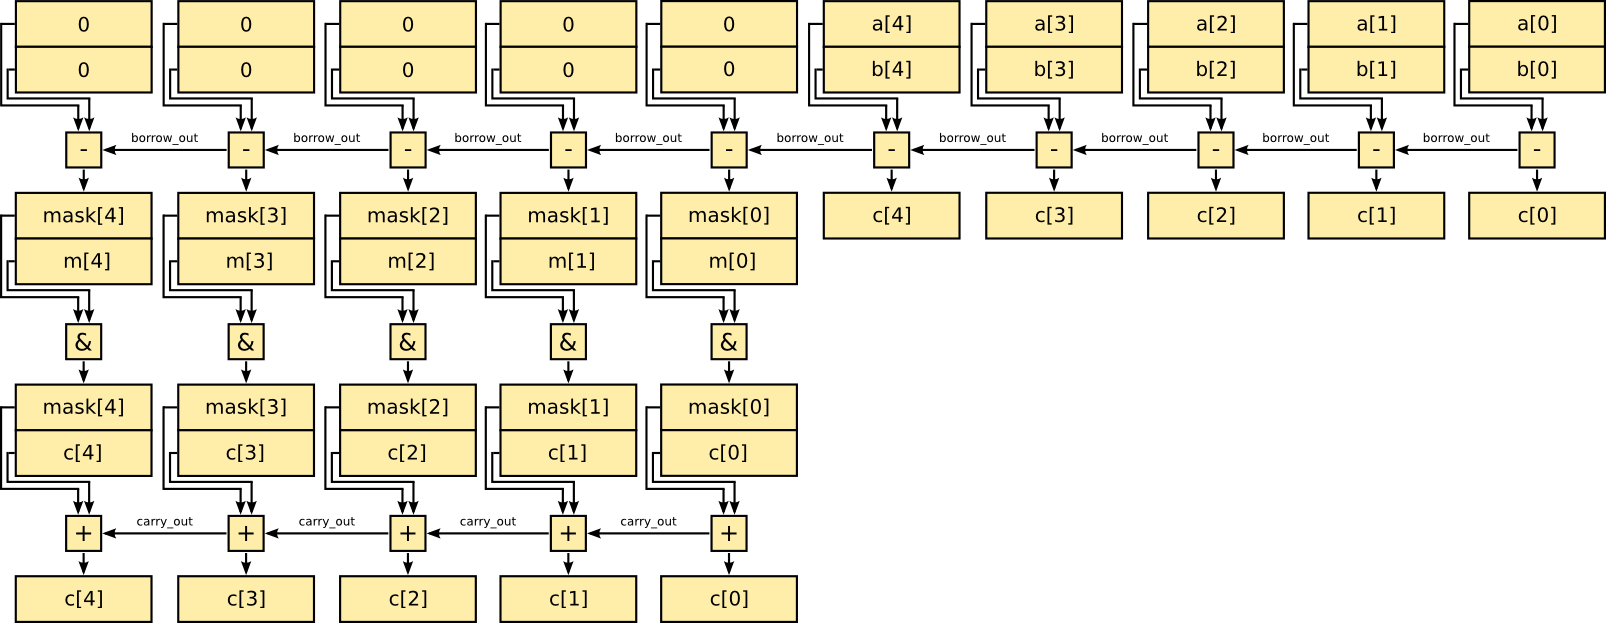 0 0 0 0 0 a[4] a[3] a[2] a[1] a[0]
0 0 0 0 0 b[4] b[3] b[2] b[1] b[0]
borrow_out borrow_out borrow_out borrow_out borrow_out borrow_out borrow_out borrow_out borrow_out
- - - - - - - - - -
mask[4] mask[3] mask[2] mask[1] mask[0] c[4] c[3] c[2] c[1] c[0]
m[4] m[3] m[2] m[1] m[0]
& & & & &
mask[4] mask[3] mask[2] mask[1] mask[0]
c[4] c[3] c[2] c[1] c[0]
carry_out carry_out carry_out carry_out
+ + + + +
c[4] c[3] c[2] c[1] c[0]